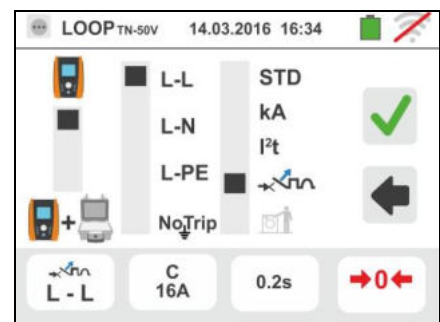 LOOP TN-50V 14.03.2016 16:34
L-L STD
L-N kA
I²t
L-PE
NoTrip
L - L
C
16A
0.2s
→0←